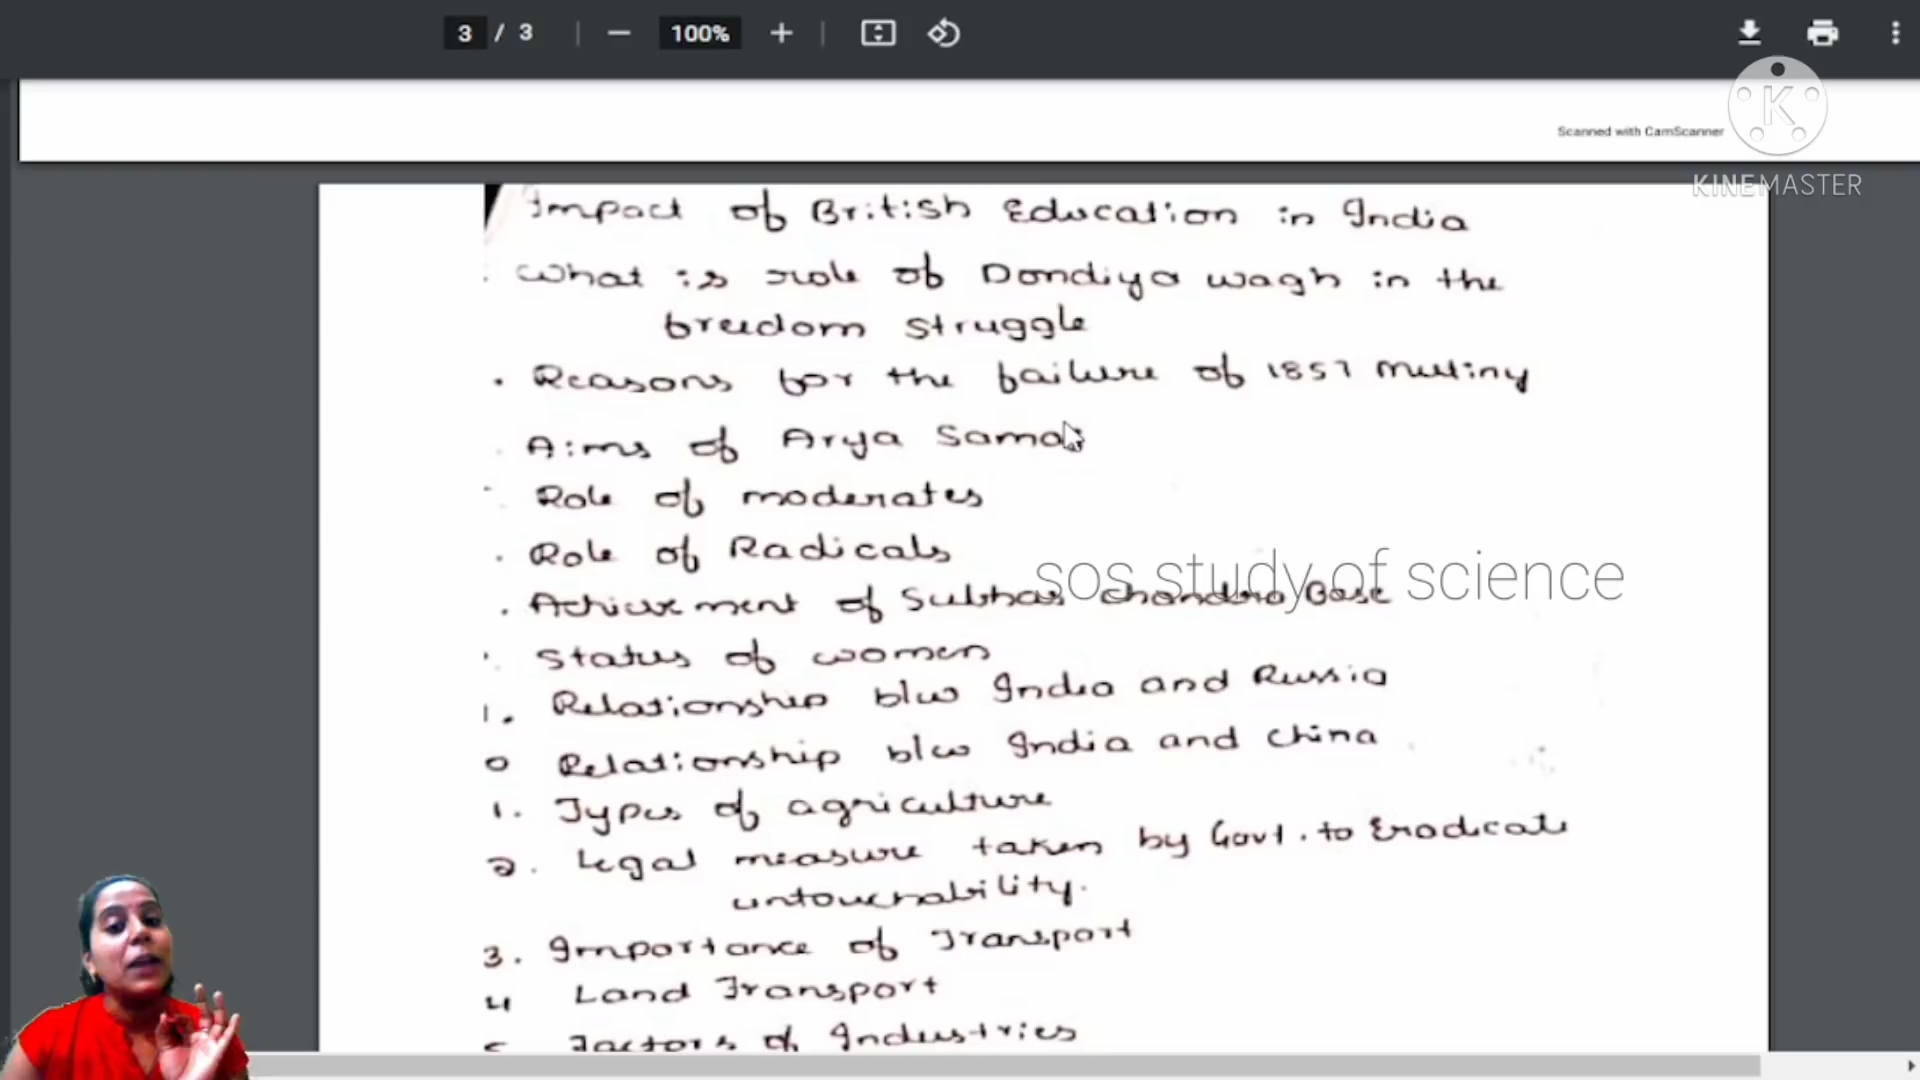 3 / 3
100%
Scanned with CamScanner
K
KINEMASTER
Impact of British Education in India
What is role of Dondiya wagh in the
freedom struggle
. Reasons for the failure of 1857 Mutiny
Aims of Arya Samaj
Role of moderates
. Role of Radicals
. Achievement of Subhas Chandra Bose
sos study of science
Status of women
1. Relationship b/w India and Russia
0 Relationship b/w India and China
1. Types of agriculture
2. Legal measure taken by Govt. to Eradicate
untouchability.
3. Importance of Transport
4 Land Transport
5 Factors of Industries